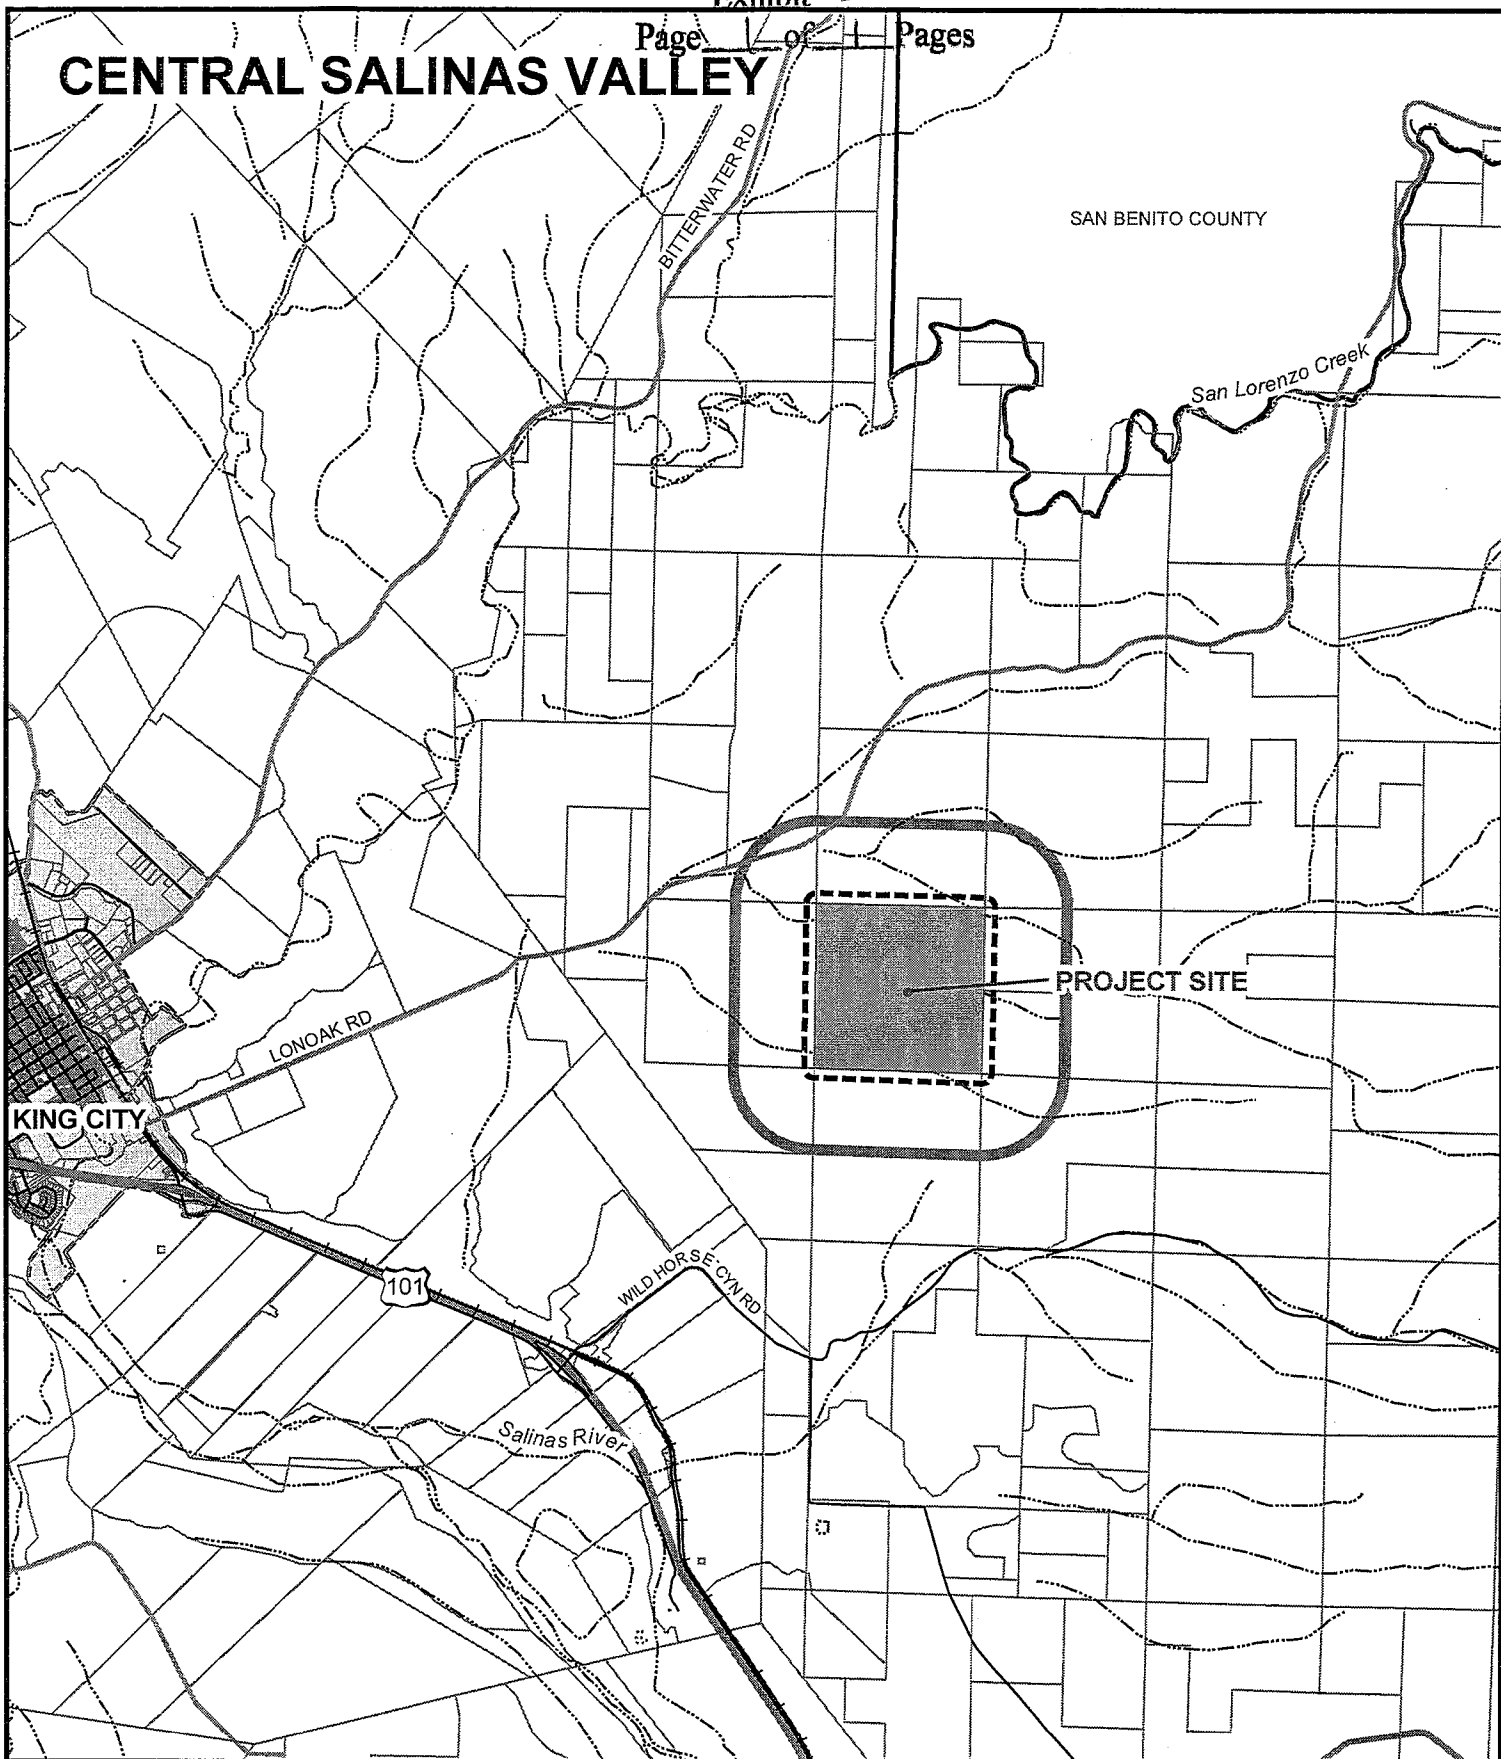 Exhibit
Page 1 of 1 Pages
CENTRAL SALINAS VALLEY
BITTERWATER RD
SAN BENITO COUNTY
San Lorenzo Creek
PROJECT SITE
LONOAK RD
KING CITY
WILD HORSE CYN RD
101
Salinas River